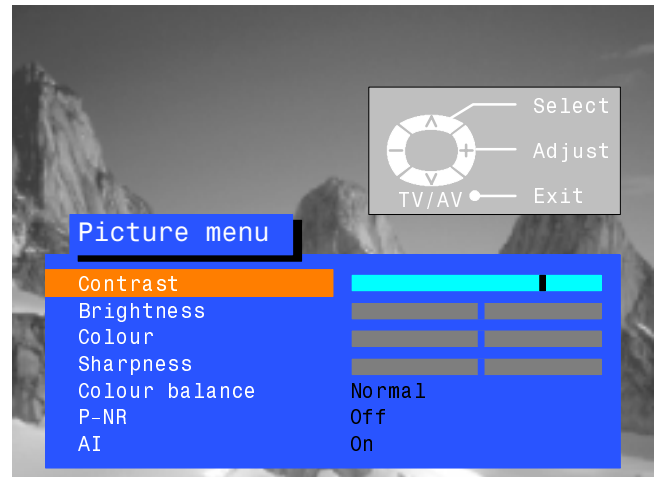 Select
Adjust
TV/AV Exit
Picture menu
Contrast
Brightness
Colour
Sharpness
Colour balance Normal
P-NR Off
AI On